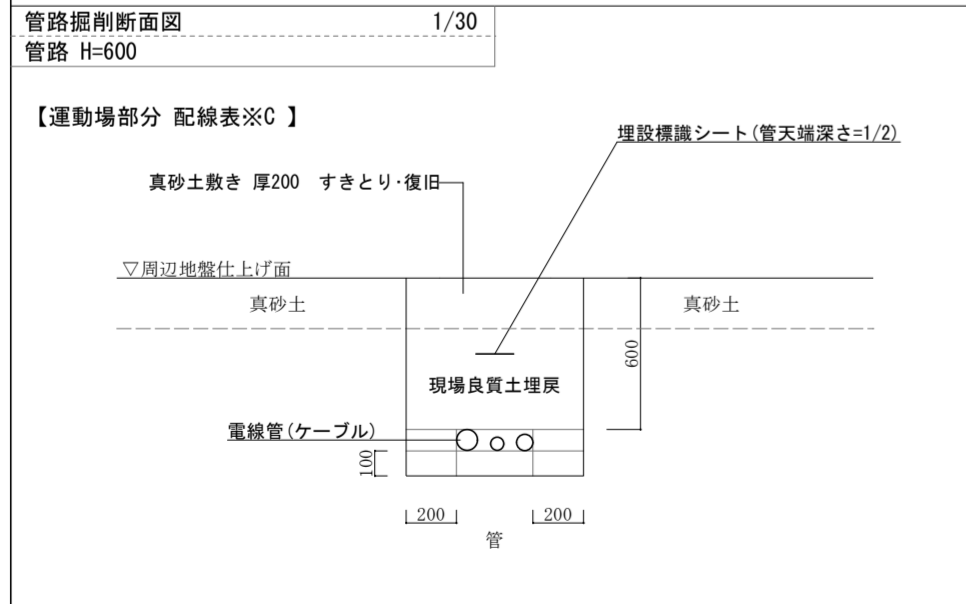 管路掘削断面図 1/30
管路 H=600
【運動場部分 配線表※C 】
埋設標識シート(管天端深さ=1/2)
真砂土敷き 厚200 すきとり・復旧
▽周辺地盤仕上げ面
真砂土 真砂土
600
現場良質土埋戻
電線管(ケーブル)
100
200 200
管